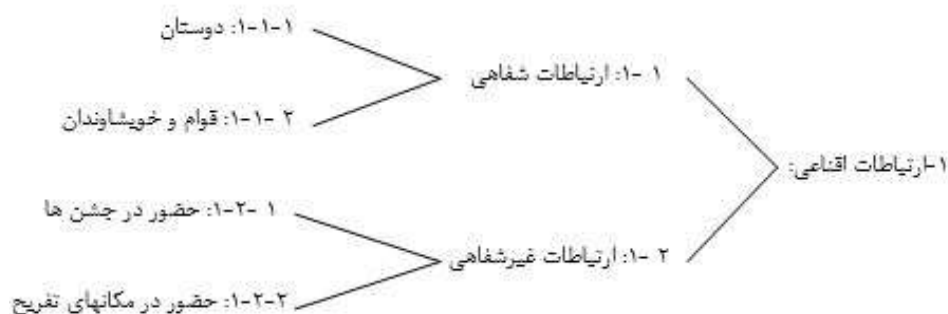 ۱-ارتباطات اقناعی:
۱-۱: ارتباطات شفاهی
۱-۱-۱: دوستان
۱-۱-۲: قوام و خویشاوندان
۱-۲: ارتباطات غیرشفاهی
۱-۲-۱: حضور در جشن ها
۱-۲-۲: حضور در مکانهای تفریح